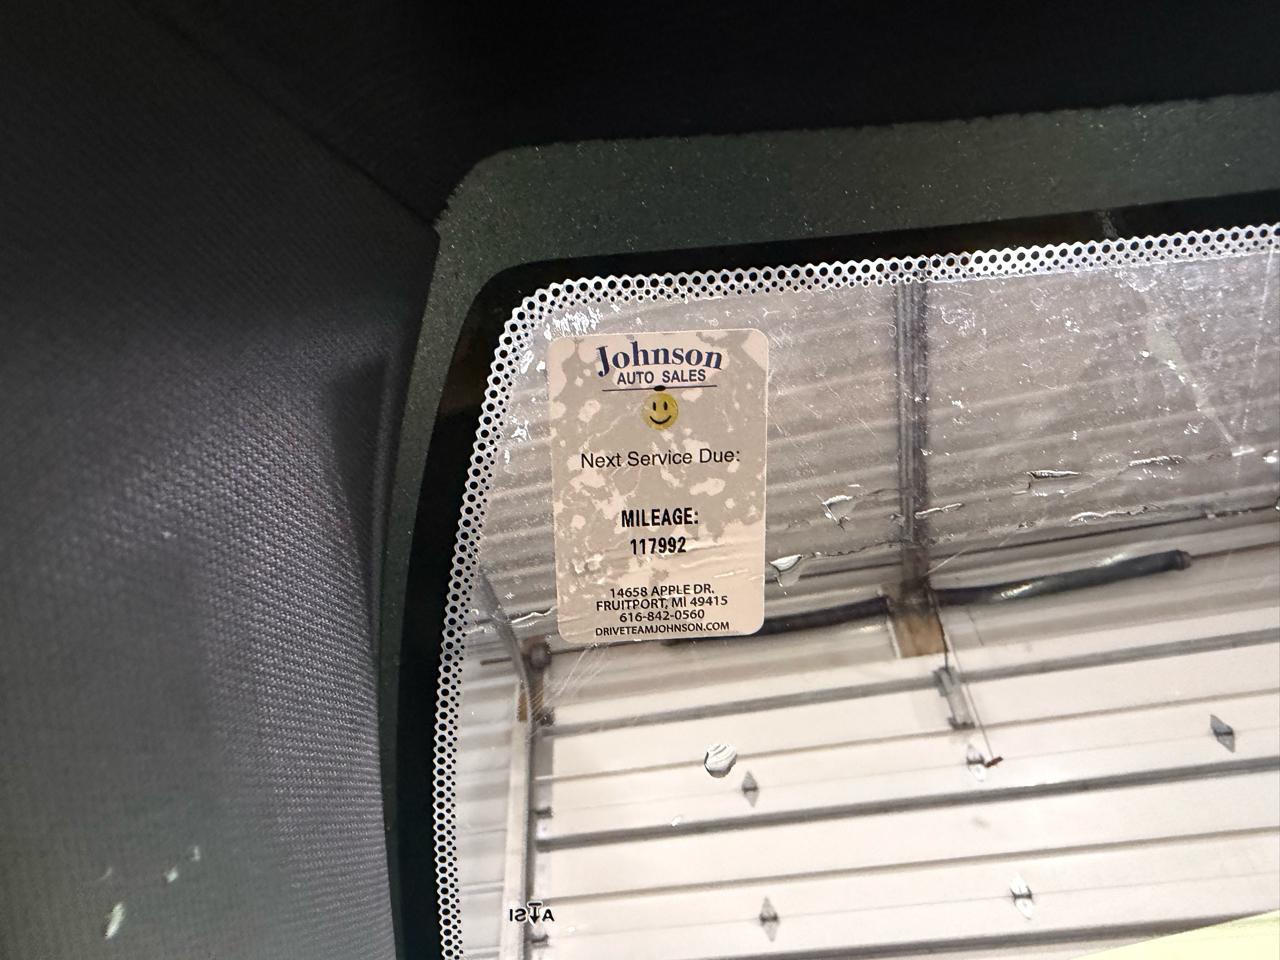 Johnson
AUTO SALES
Next Service Due:
MILEAGE:
117992
14658 APPLE DR.
FRUITPORT, MI 49415
616-842-0560
DRIVETEAMJOHNSON.COM
AS1